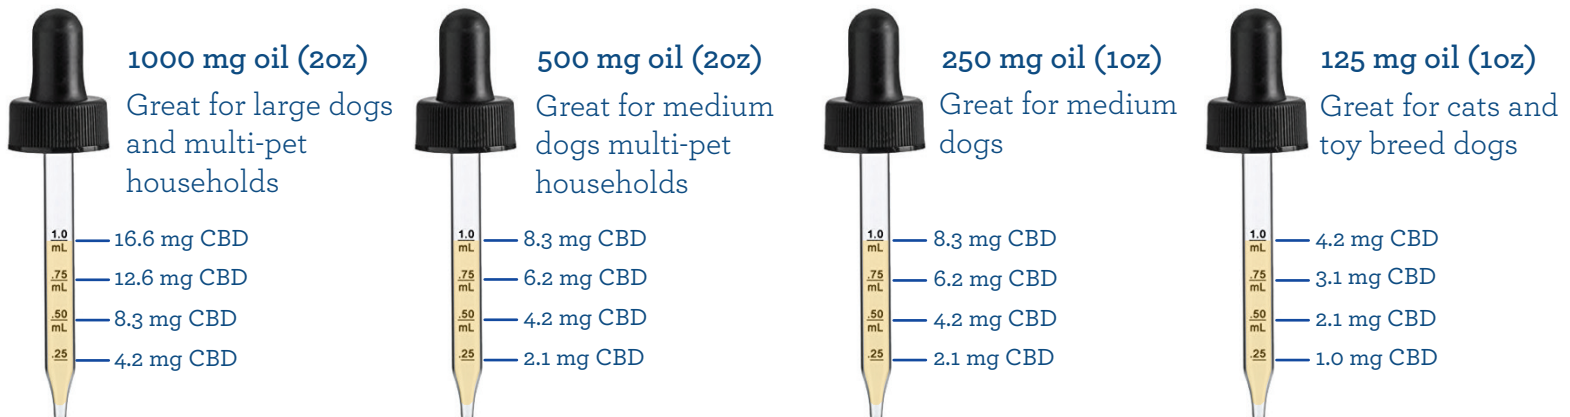 1000 mg oil (2oz)
Great for large dogs
and multi-pet
households
1.0
mL
16.6 mg CBD
.75
mL
12.6 mg CBD
.50
mL
8.3 mg CBD
.25
4.2 mg CBD
500 mg oil (2oz)
Great for medium
dogs multi-pet
households
1.0
mL
8.3 mg CBD
.75
mL
6.2 mg CBD
.50
mL
4.2 mg CBD
.25
2.1 mg CBD
250 mg oil (1oz)
Great for medium
dogs
1.0
mL
8.3 mg CBD
.75
mL
6.2 mg CBD
.50
mL
4.2 mg CBD
.25
2.1 mg CBD
125 mg oil (1oz)
Great for cats and
toy breed dogs
1.0
mL
4.2 mg CBD
.75
mL
3.1 mg CBD
.50
mL
2.1 mg CBD
.25
1.0 mg CBD